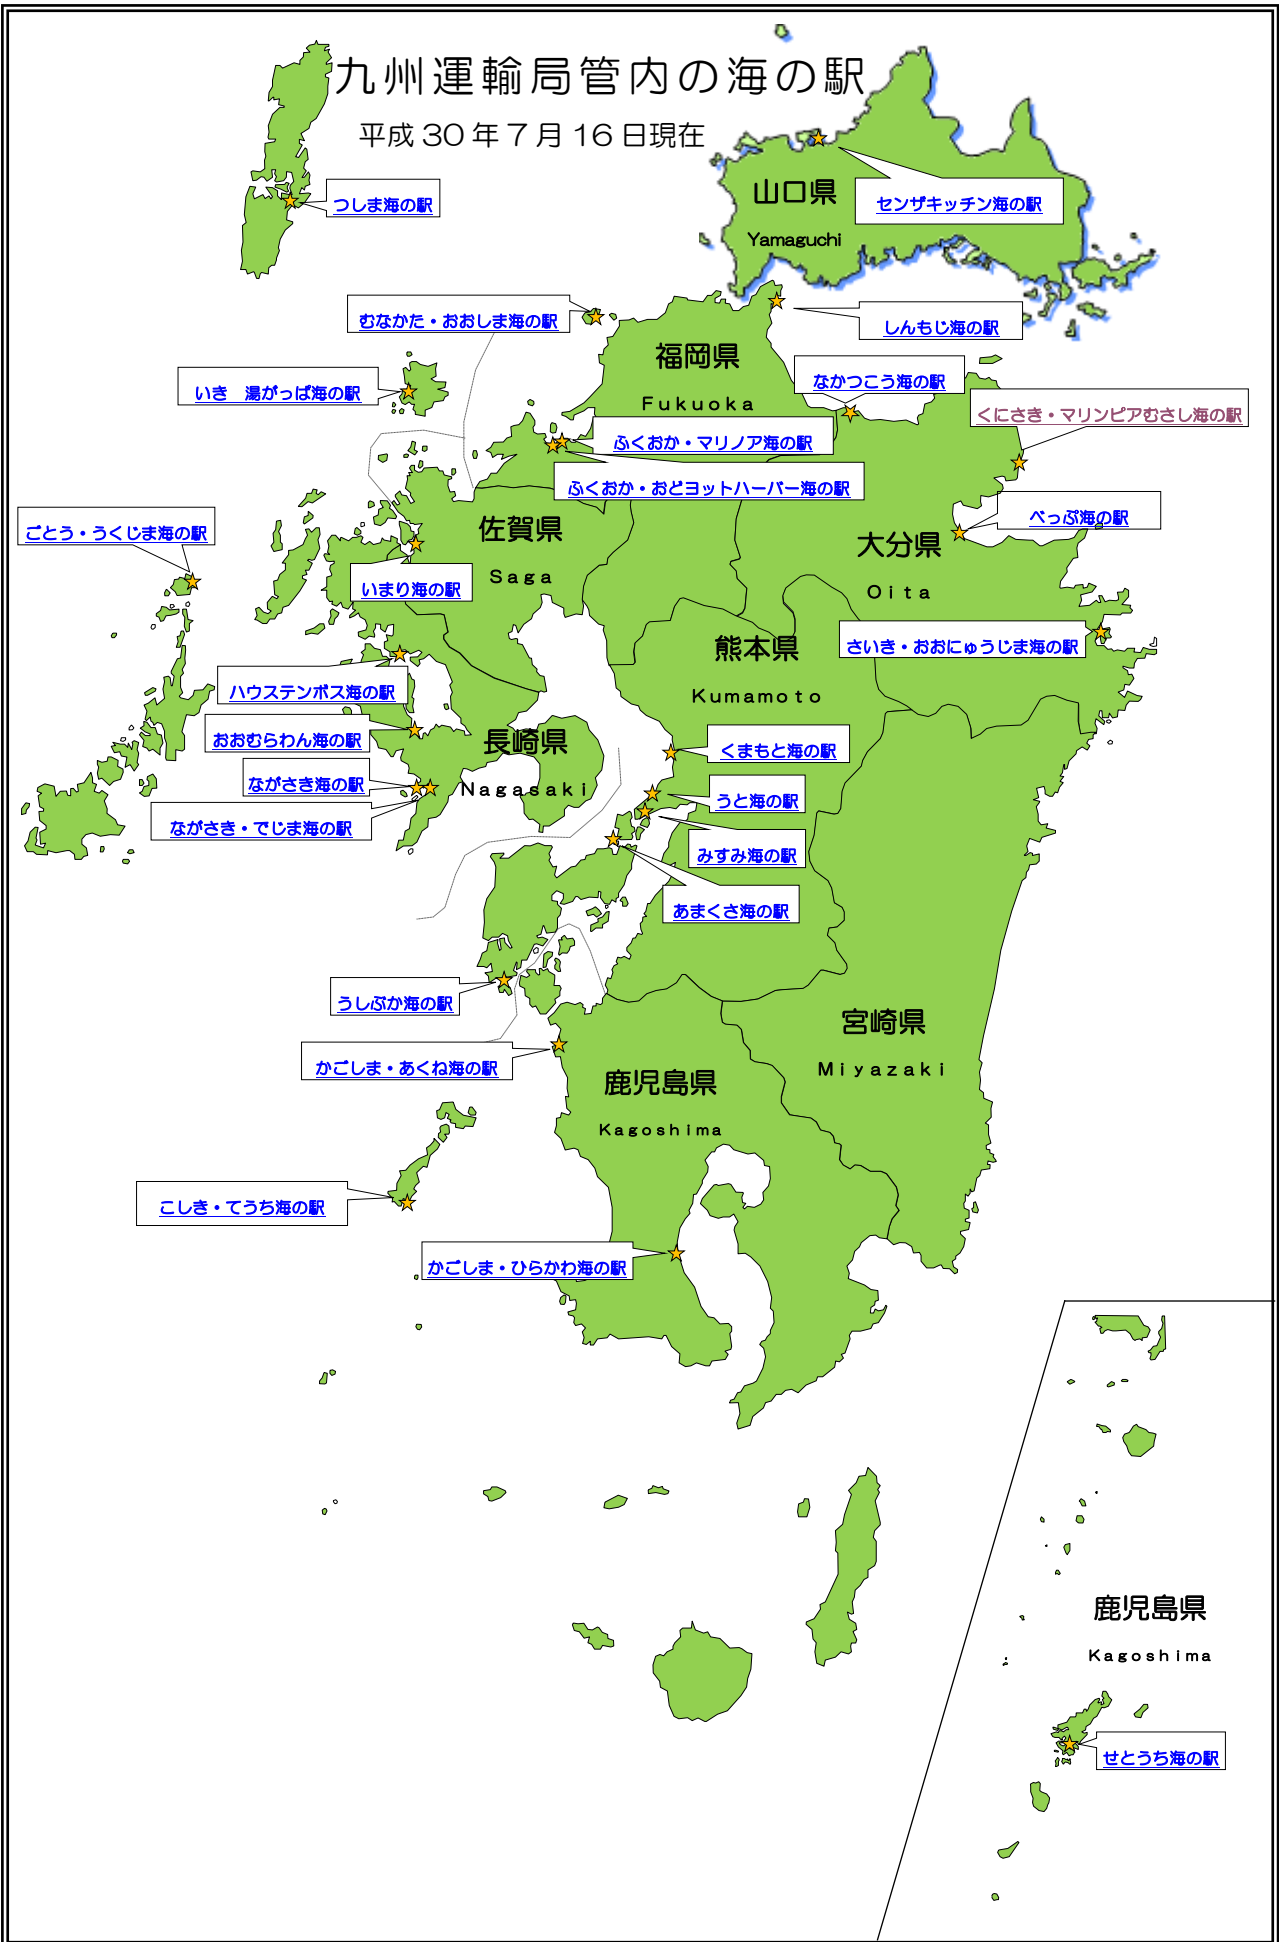 九州運輸局管内の海の駅
平成30年7月16日現在
山口県
Yamaguchi
センザキッチン海の駅
つしま海の駅
むなかた・おおしま海の駅
しんもじ海の駅
福岡県
Fukuoka
いき 湯がっぱ海の駅
なかつこう海の駅
くにさき・マリンピアむさし海の駅
ふくおか・マリノア海の駅
ふくおか・おどヨットハーバー海の駅
ごとう・うくじま海の駅
佐賀県
Saga
べっぷ海の駅
大分県
Oita
いまり海の駅
さいき・おおにゅうじま海の駅
熊本県
Kumamoto
ハウステンボス海の駅
おおむらわん海の駅
長崎県
Nagasaki
くまもと海の駅
ながさき海の駅
うと海の駅
ながさき・でじま海の駅
みすみ海の駅
あまくさ海の駅
うしぶか海の駅
宮崎県
Miyazaki
かごしま・あくね海の駅
鹿児島県
Kagoshima
こしき・てうち海の駅
かごしま・ひらかわ海の駅
鹿児島県
Kagoshima
せとうち海の駅